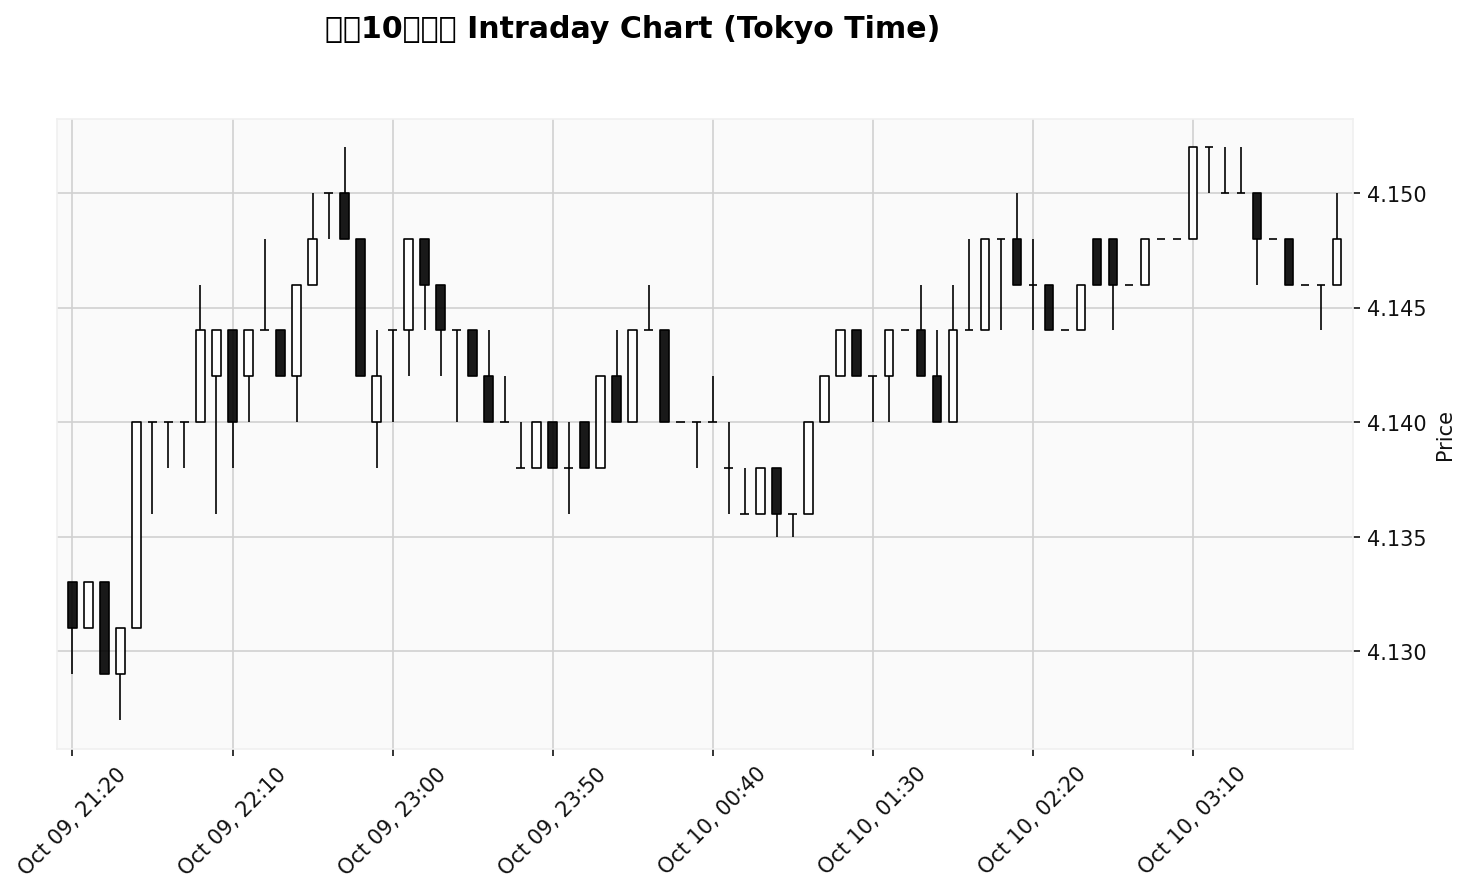 10 Intraday Chart (Tokyo Time)
4.150
4.145
4.140
4.135
4.130
Price
Oct 09, 21:20
Oct 09, 22:10
Oct 09, 23:00
Oct 09, 23:50
Oct 10, 00:40
Oct 10, 01:30
Oct 10, 02:20
Oct 10, 03:10